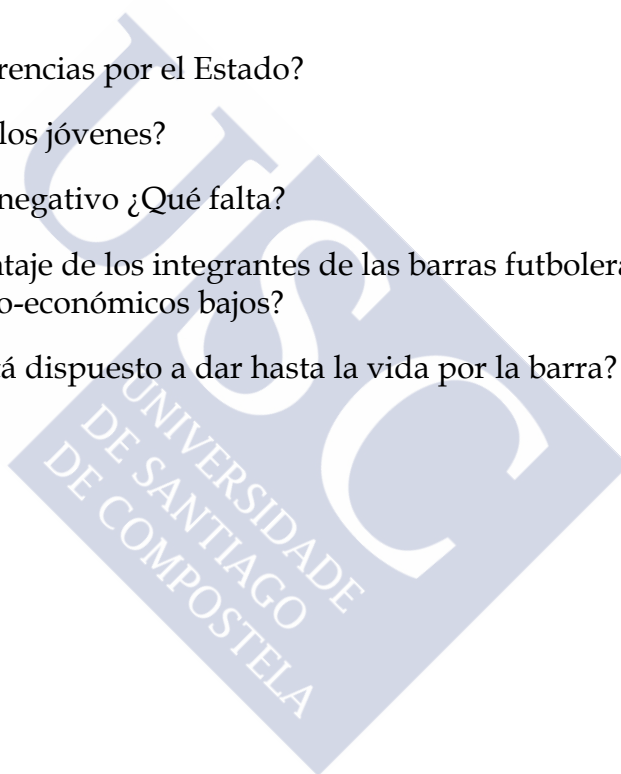 rencias por el Estado?
los jóvenes?
negativo ¿Qué falta?
taje de los integrantes de las barras futbolera
o-económicos bajos?
á dispuesto a dar hasta la vida por la barra?
USC
UNIVERSIDADE
DE SANTIAGO
DE COMPOSTELA